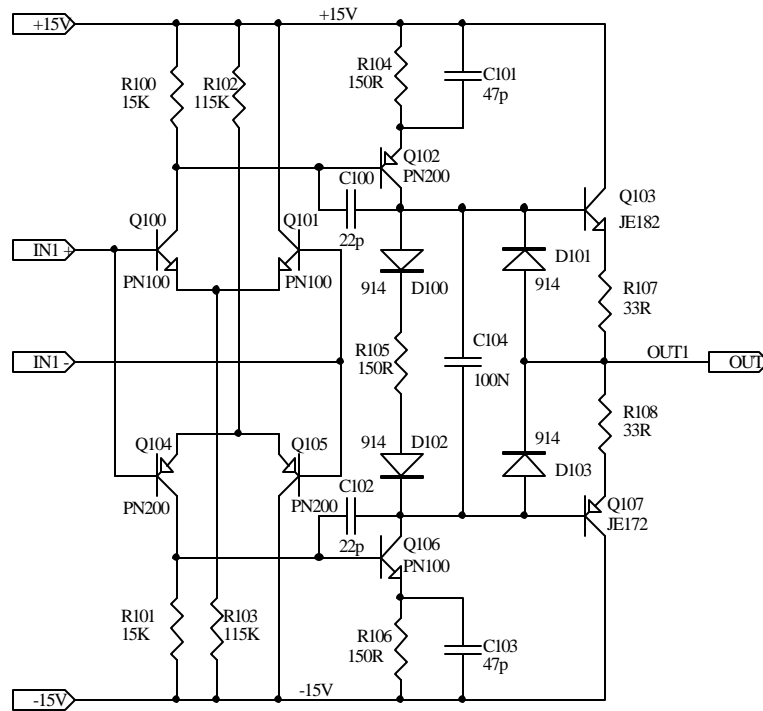 +15V
+15V
R100
15K
R102
115K
R104
150R
C101
47p
Q102
PN200
C100
22p
Q100
PN100
Q101
PN100
Q103
JE182
IN1 +
914
D100
D101
914
R107
33R
R105
150R
C104
100N
IN1 -
OUT1
OUT
R108
33R
Q104
PN200
Q105
PN200
914
D102
914
D103
C102
22p
Q107
JE172
Q106
PN100
R101
15K
R103
115K
R106
150R
C103
47p
-15V
-15V